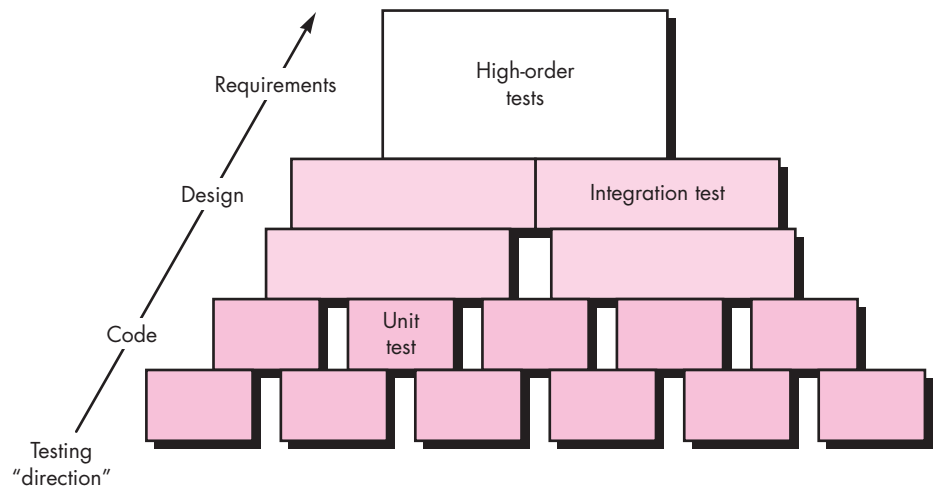 Requirements
High-order
tests
Design
Integration test
Code
Unit
test
Testing
“direction”